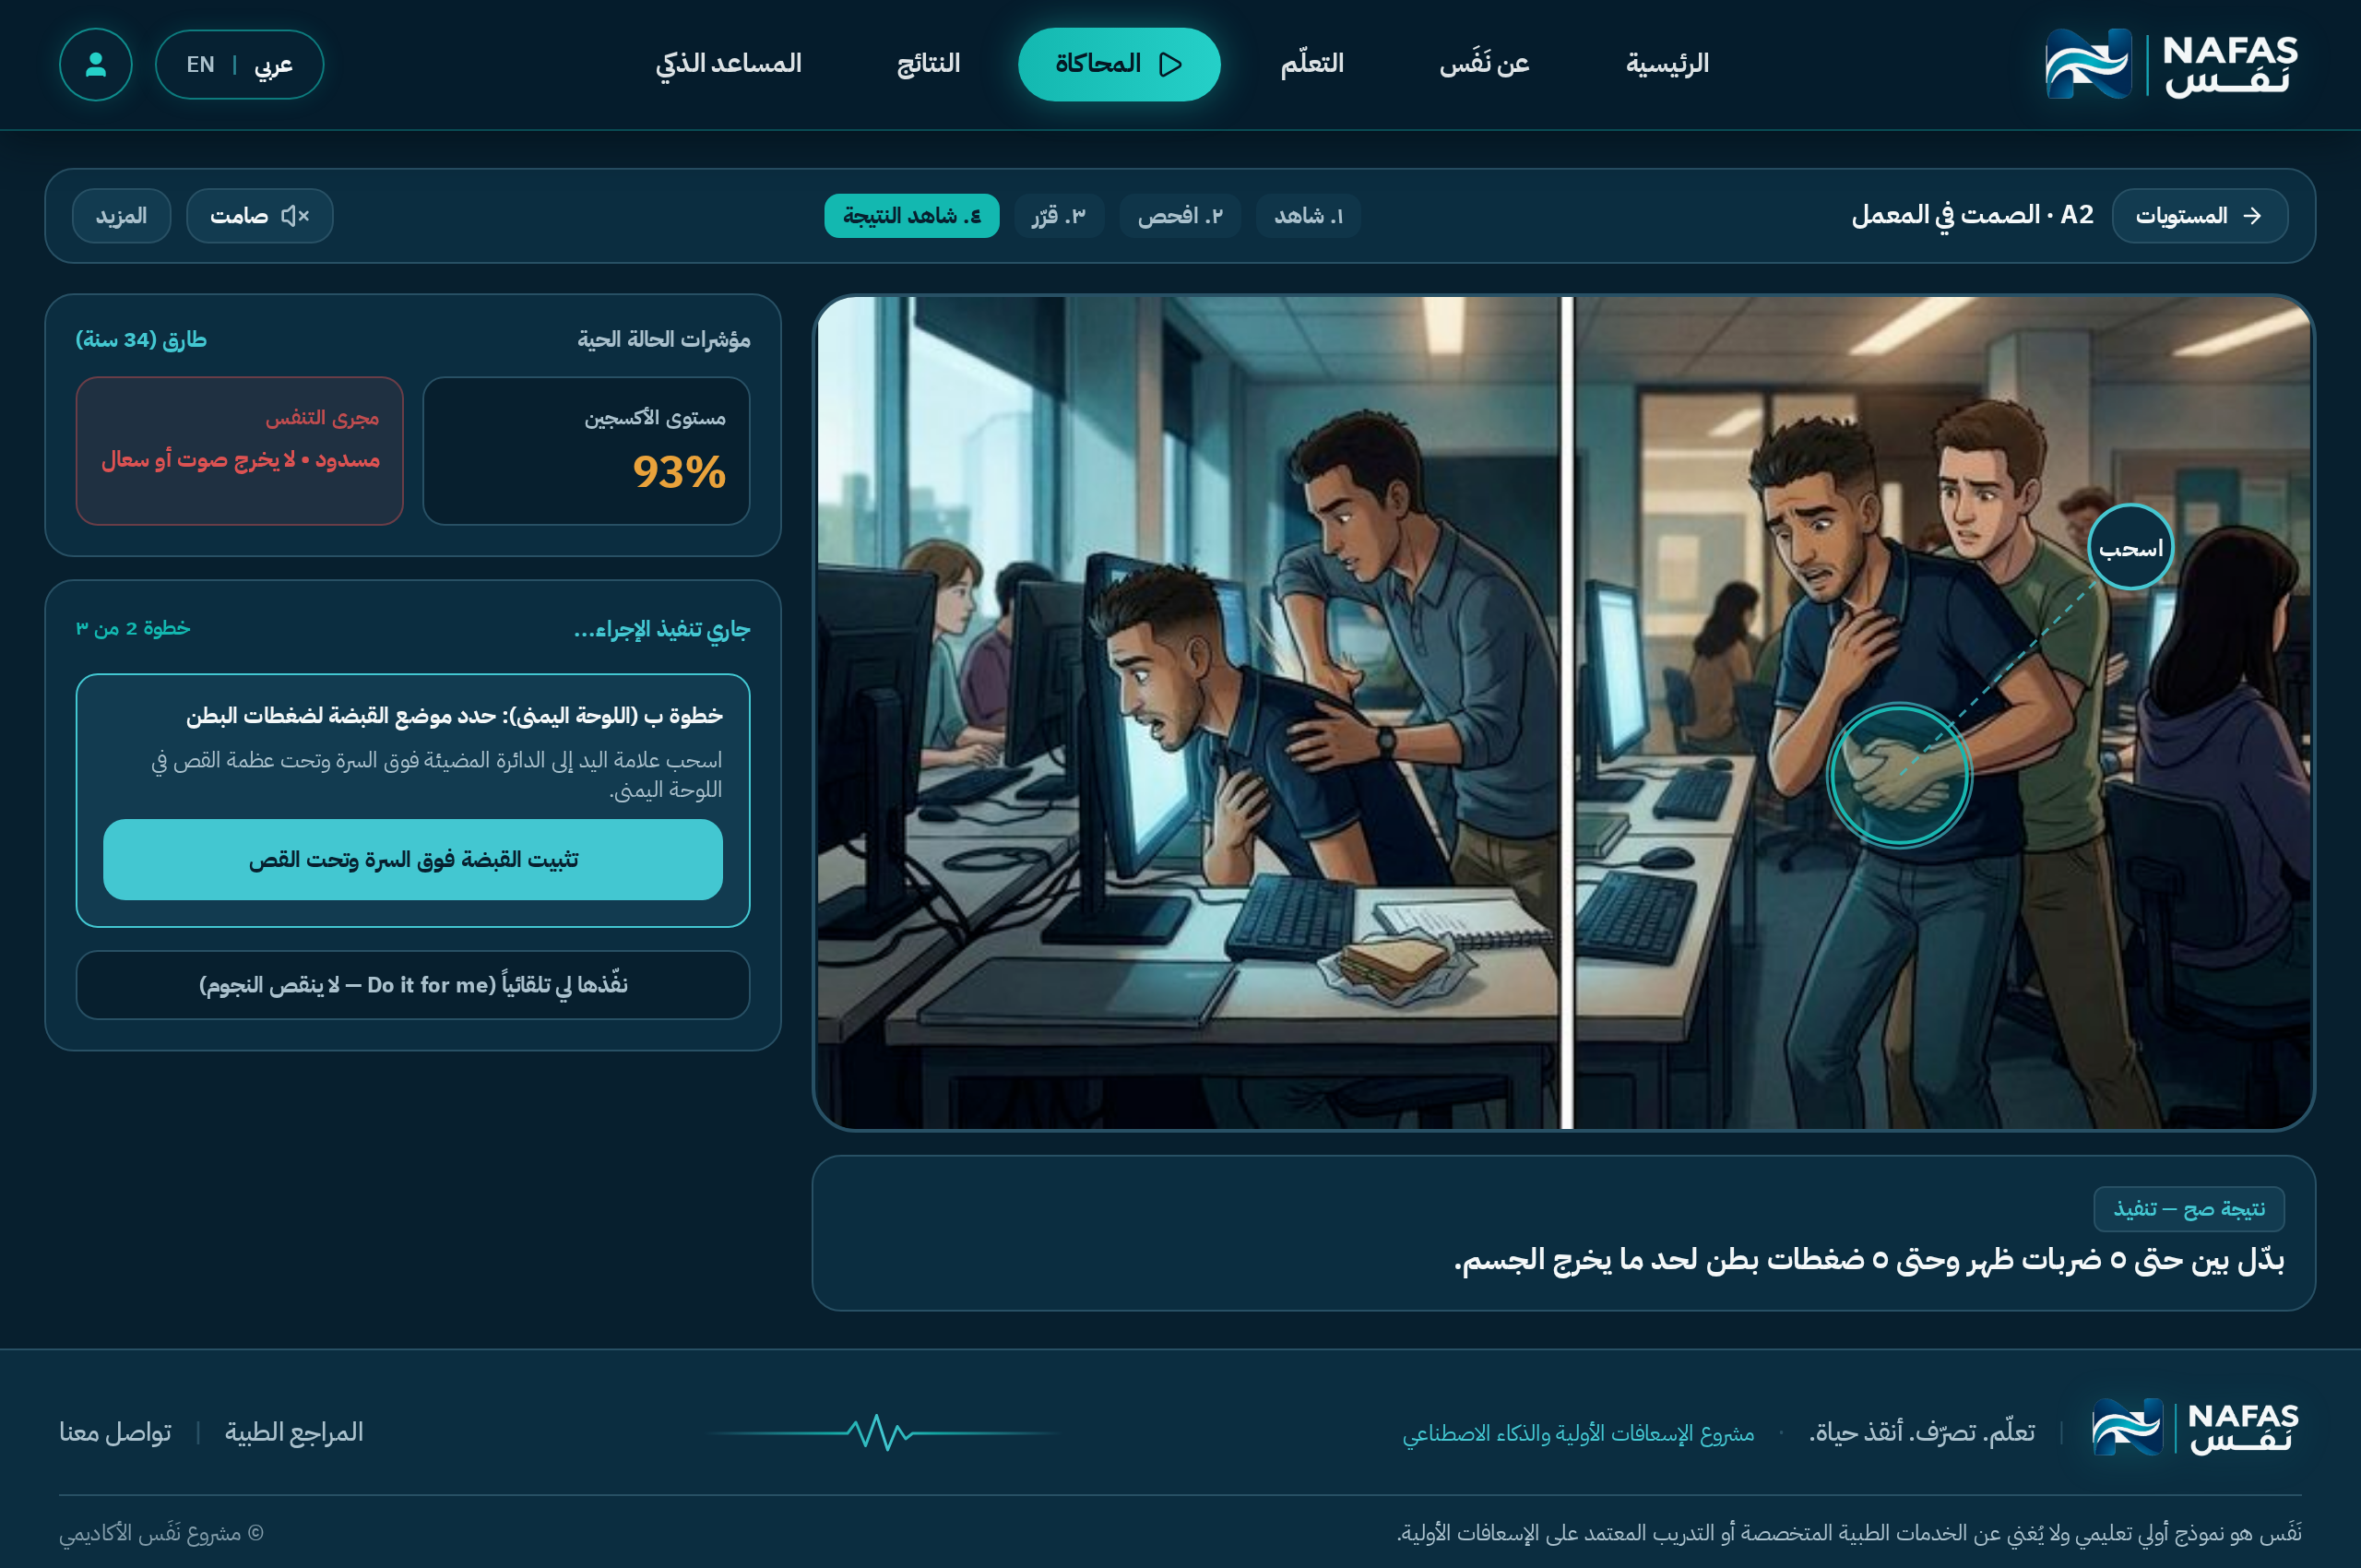 NAFAS
نَفَس
الرئيسية
عن نَفَس
التعلّم
المحاكاة
النتائج
المساعد الذكي
عربي | EN
المستويات
A2 · الصمت في المعمل
١. شاهد
٢. افحص
٣. قرّر
٤. شاهد النتيجة
صامت
المزيد
اسحب
مؤشرات الحالة الحية
طارق (34 سنة)
مستوى الأكسجين
93%
مجرى التنفس
مسدود • لا يخرج صوت أو سعال
جاري تنفيذ الإجراء...
خطوة 2 من ٣
خطوة ب (اللوحة اليمنى): حدد موضع القبضة لضغطات البطن
اسحب علامة اليد إلى الدائرة المضيئة فوق السرة وتحت عظمة القص في
اللوحة اليمنى.
تثبيت القبضة فوق السرة وتحت القص
نفّذها لي تلقائياً (Do it for me — لا ينقص النجوم)
نتيجة صح — تنفيذ
بدّل بين حتى ٥ ضربات ظهر وحتى ٥ ضغطات بطن لحد ما يخرج الجسم.
NAFAS
نَفَس
تعلّم. تصرّف. أنقذ حياة.
· مشروع الإسعافات الأولية والذكاء الاصطناعي
المراجع الطبية | تواصل معنا
نَفَس هو نموذج أولي تعليمي ولا يُغني عن الخدمات الطبية المتخصصة أو التدريب المعتمد على الإسعافات الأولية.
© مشروع نَفَس الأكاديمي